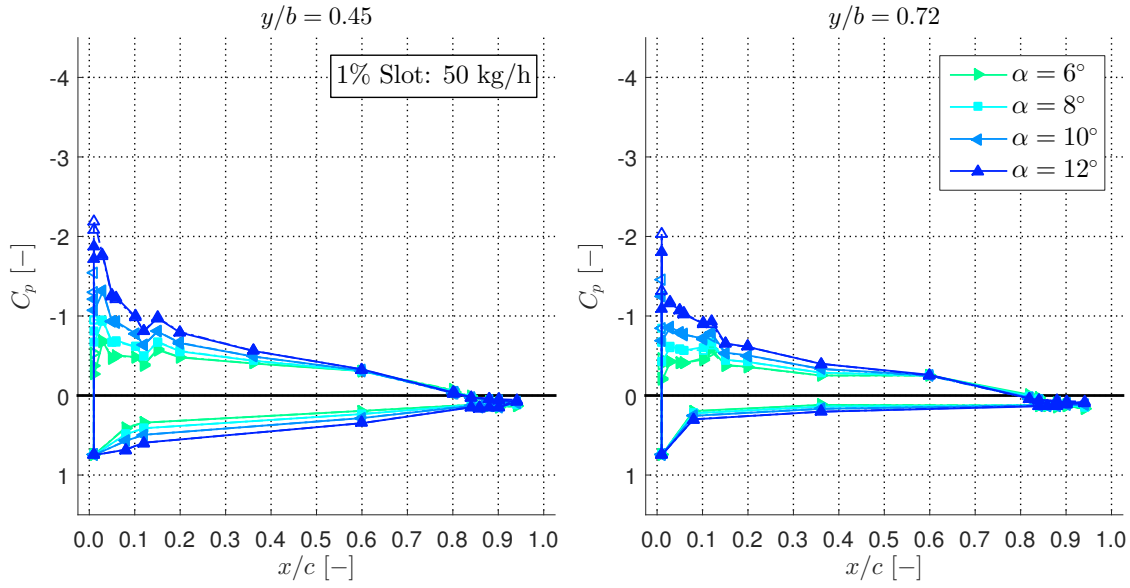 y/b = 0.45
1% Slot: 50 kg/h
-4
-3
-2
-1
0
1
C_p [−]
0.0 0.1 0.2 0.3 0.4 0.5 0.6 0.7 0.8 0.9 1.0
x/c [−]
y/b = 0.72
α = 6°
α = 8°
α = 10°
α = 12°
-4
-3
-2
-1
0
1
C_p [−]
0.0 0.1 0.2 0.3 0.4 0.5 0.6 0.7 0.8 0.9 1.0
x/c [−]